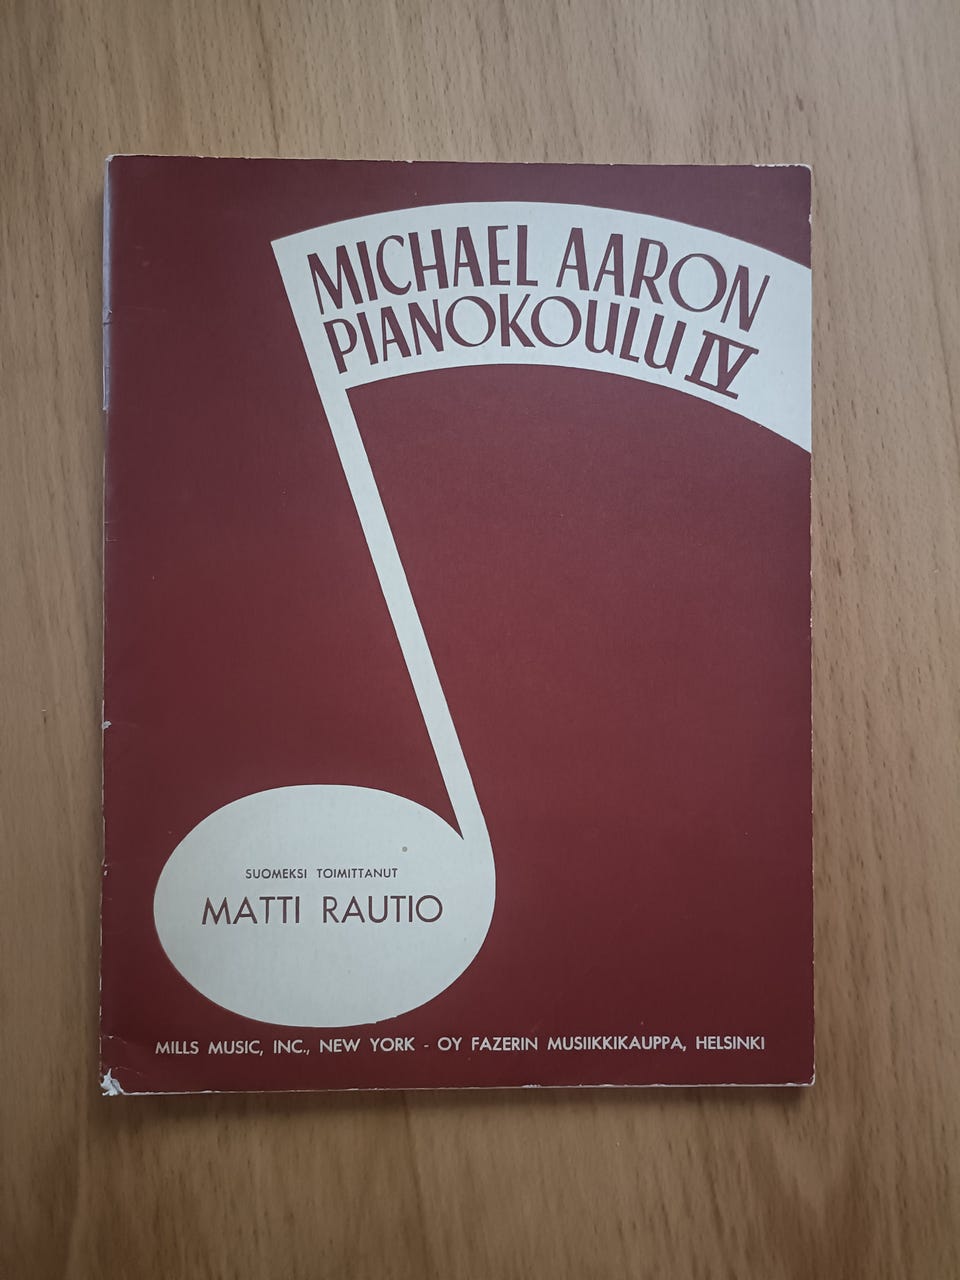 MICHAEL AARON
PIANOKOULU IV
SUOMEKSI TOIMITTANUT
MATTI RAUTIO
MILLS MUSIC, INC., NEW YORK - OY FAZERIN MUSIIKKIKAUPPA, HELSINKI